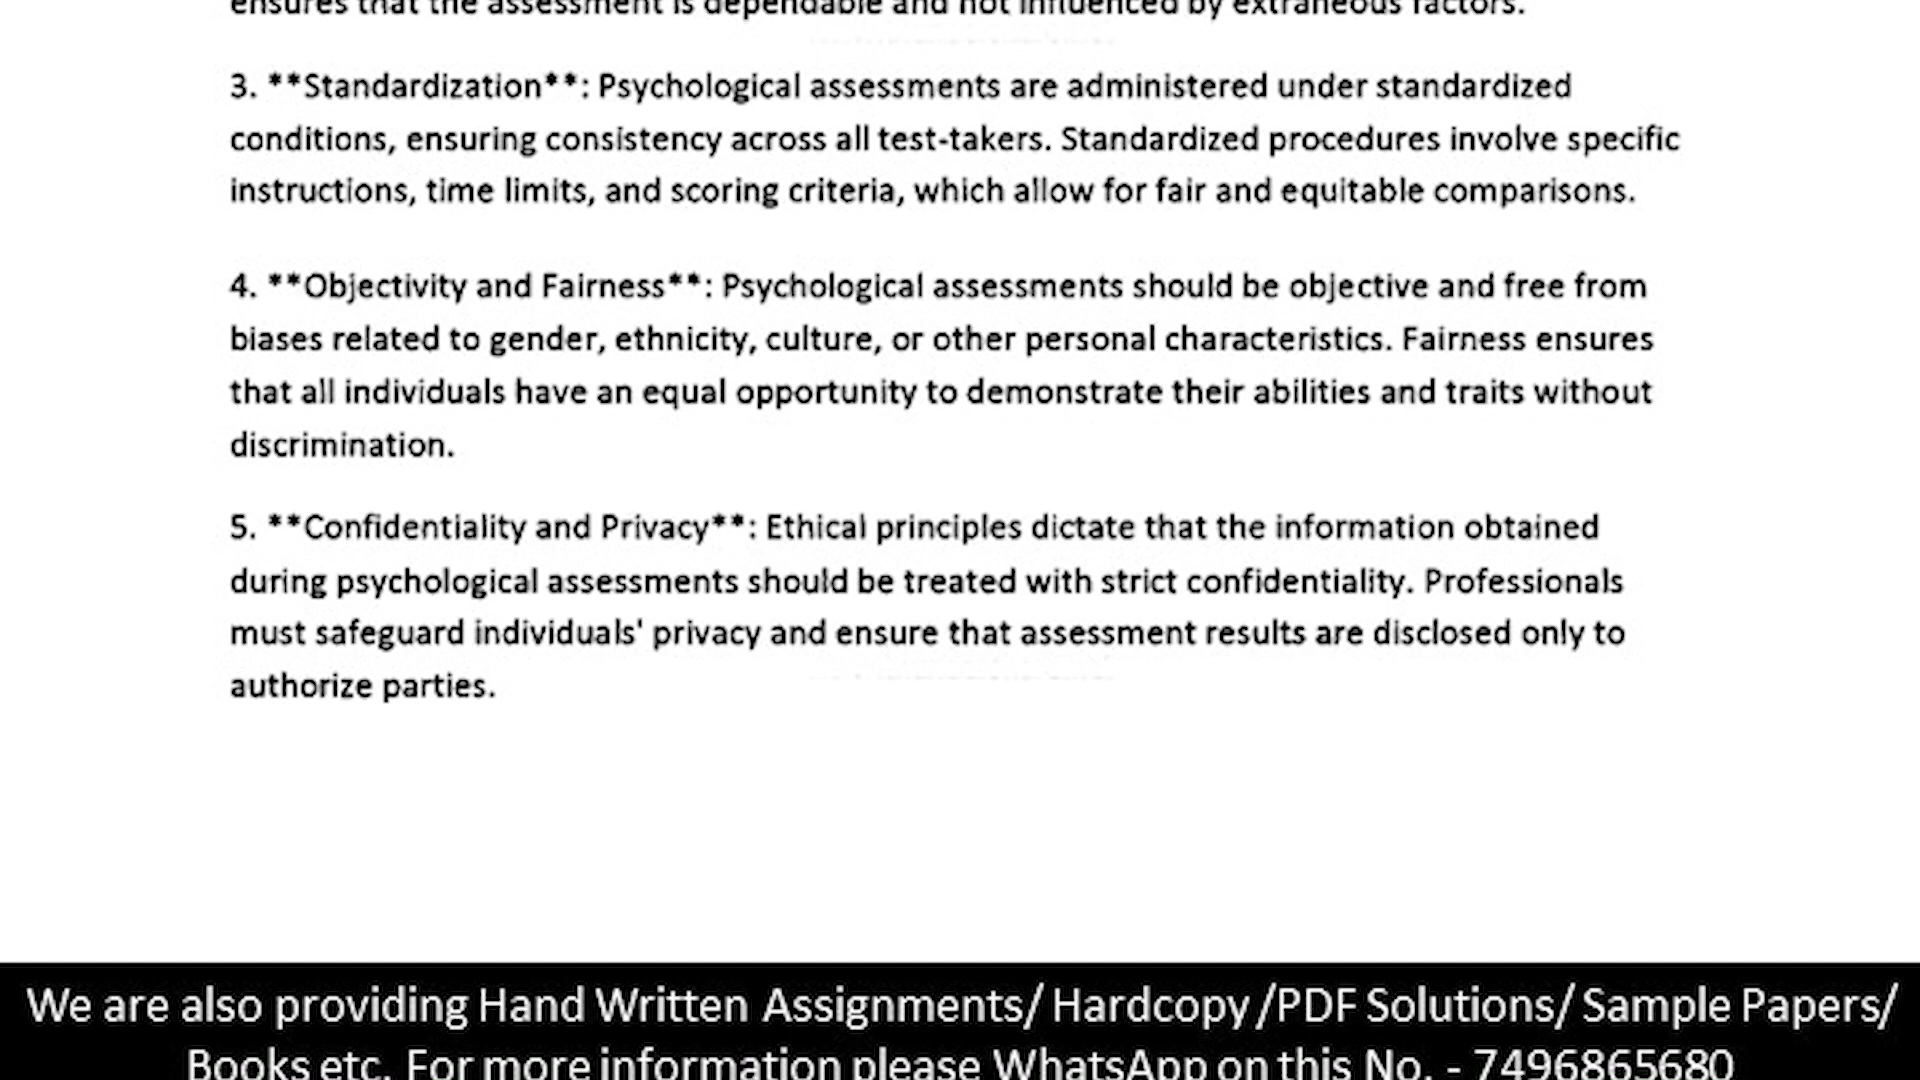 ensures that the assessment is dependable and not influenced by extraneous factors.
3. **Standardization**: Psychological assessments are administered under standardized
conditions, ensuring consistency across all test-takers. Standardized procedures involve specific
instructions, time limits, and scoring criteria, which allow for fair and equitable comparisons.
4. **Objectivity and Fairness**: Psychological assessments should be objective and free from
biases related to gender, ethnicity, culture, or other personal characteristics. Fairness ensures
that all individuals have an equal opportunity to demonstrate their abilities and traits without
discrimination.
5. **Confidentiality and Privacy**: Ethical principles dictate that the information obtained
during psychological assessments should be treated with strict confidentiality. Professionals
must safeguard individuals' privacy and ensure that assessment results are disclosed only to
authorize parties.
We are also providing Hand Written Assignments/ Hardcopy /PDF Solutions/ Sample Papers/
Books etc. For more information please WhatsApp on this No. - 7496865680